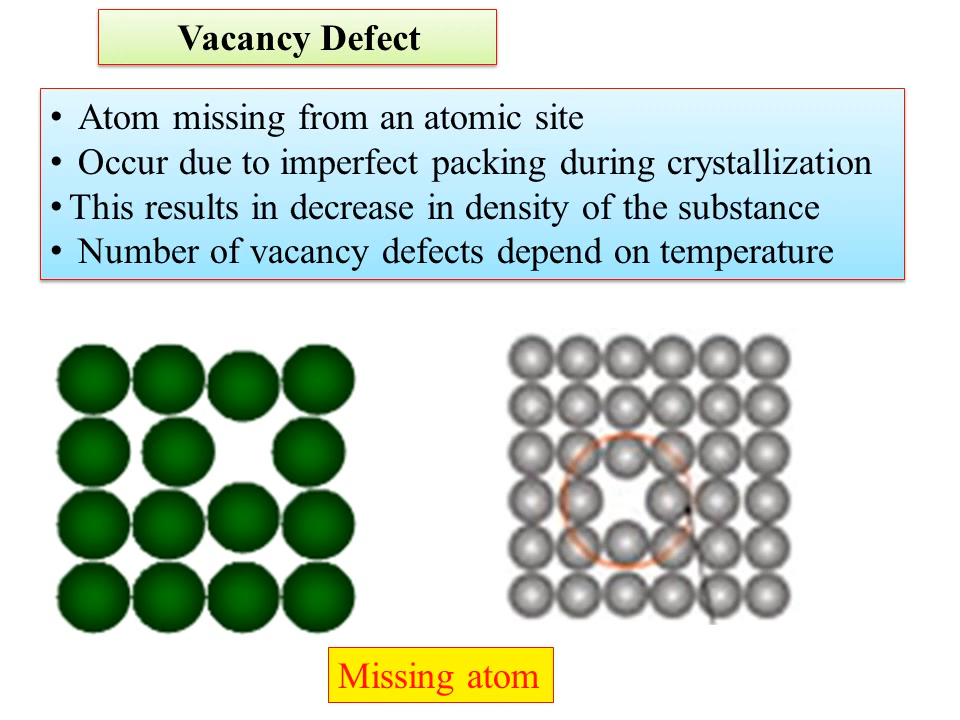 Vacancy Defect
• Atom missing from an atomic site
• Occur due to imperfect packing during crystallization
• This results in decrease in density of the substance
• Number of vacancy defects depend on temperature
Missing atom